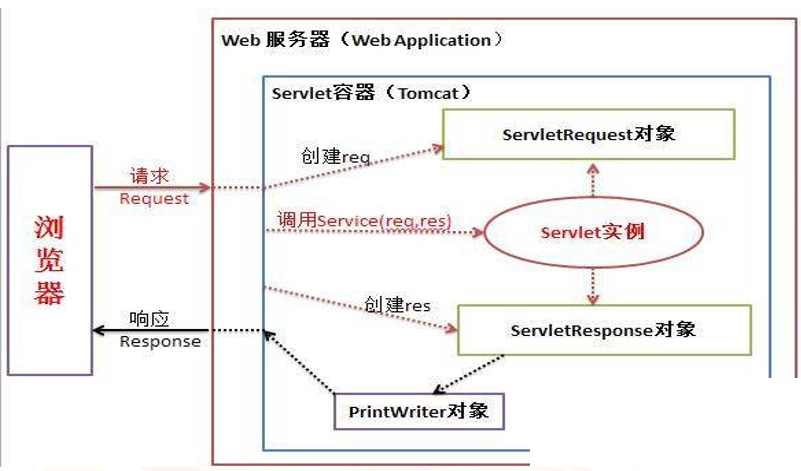 Web 服务器（Web Application）
Servlet容器（Tomcat）
ServletRequest对象
创建req
请求
Request
调用Service(req,res)
Servlet实例
浏览器
创建res
响应
Response
ServletResponse对象
PrintWriter对象